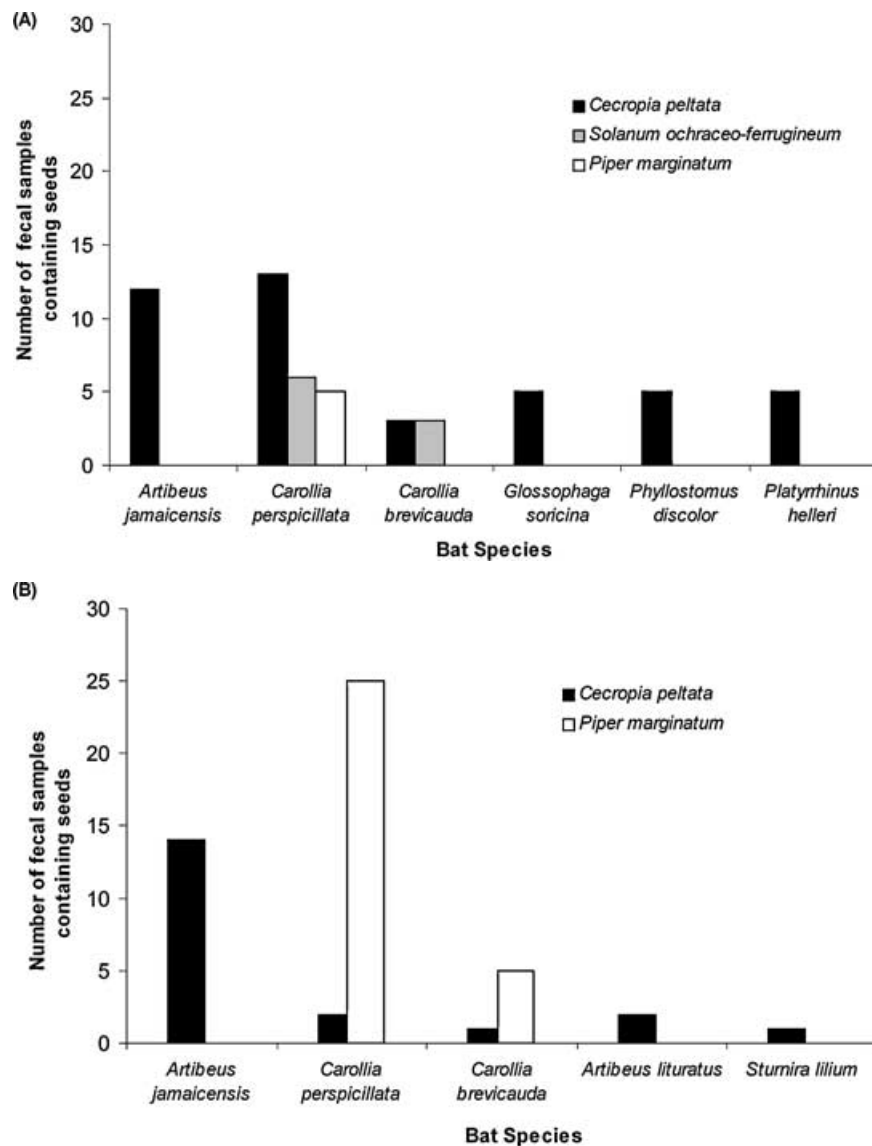 (A)
30
25
20
15
10
5
0
Number of fecal samples
containing seeds
Cecropia peltata
Solanum ochraceo-ferrugineum
Piper marginatum
Artibeus
jamaicensis
Carollia
perspicillata
Carollia
brevicauda
Glossophaga
soricina
Phyllostomus
discolor
Platyrrhinus
helleri
Bat Species
(B)
30
25
20
15
10
5
0
Number of fecal samples
containing seeds
Cecropia peltata
Piper marginatum
Artibeus
jamaicensis
Carollia
perspicillata
Carollia
brevicauda
Artibeus lituratus
Sturnira lilium
Bat Species